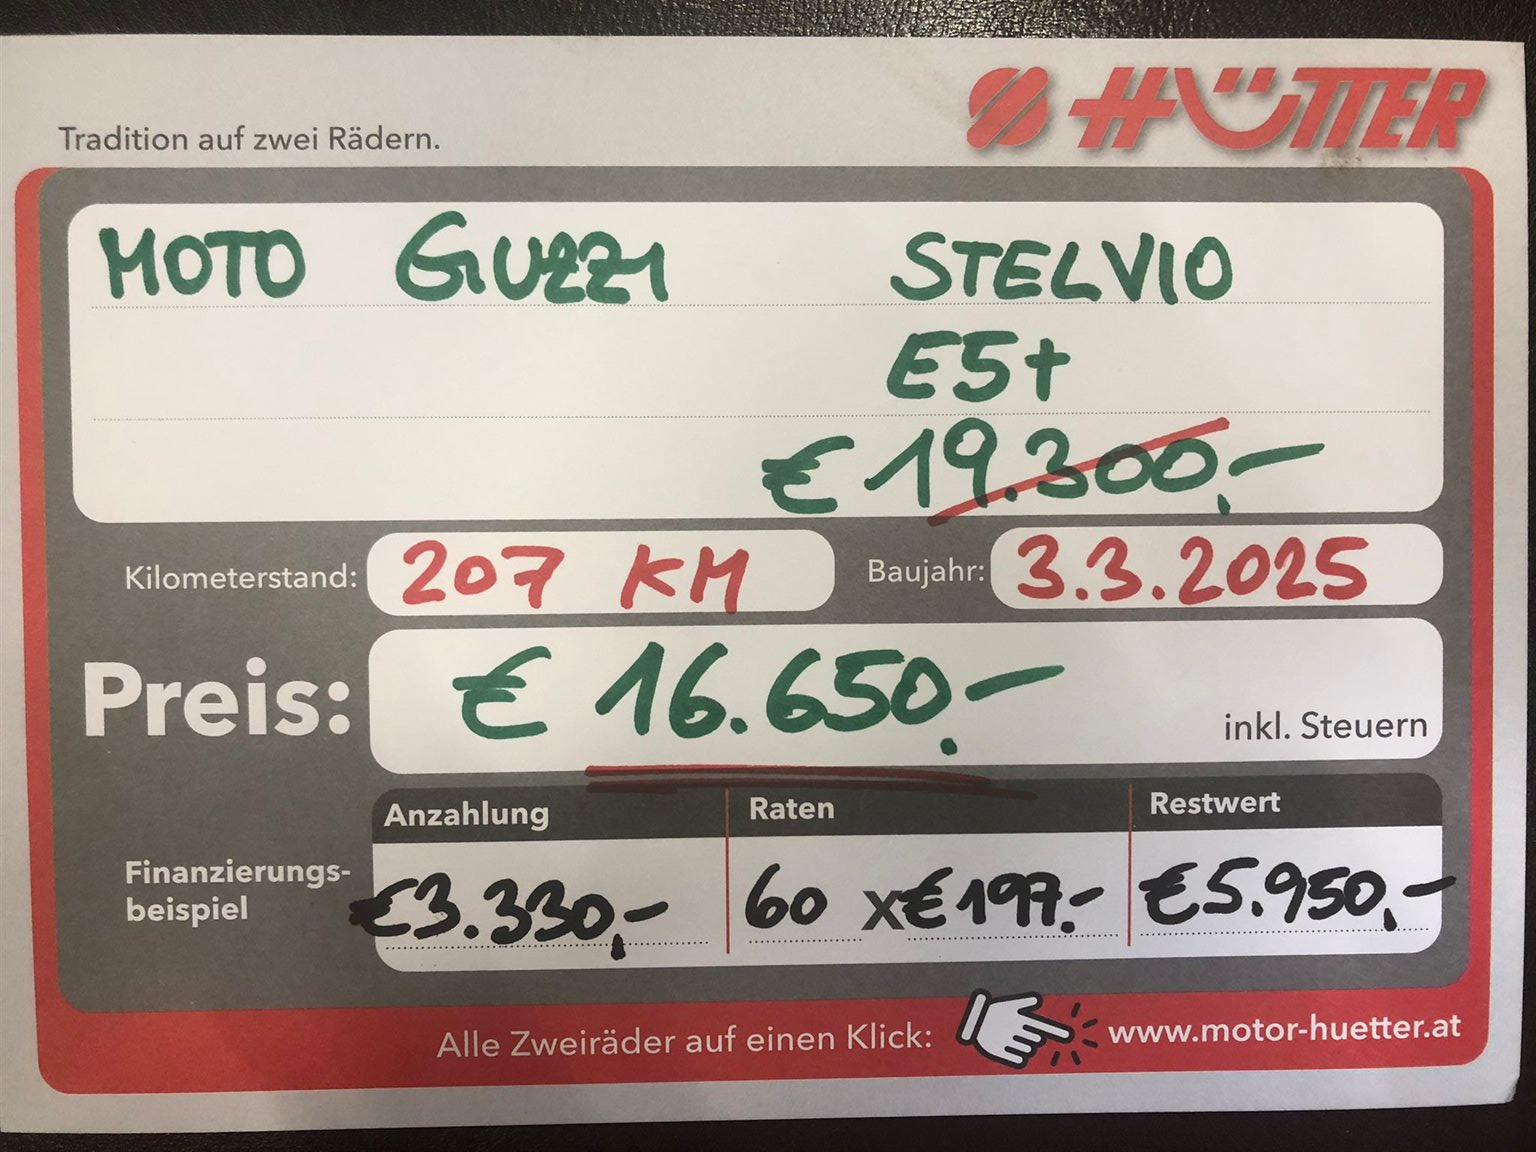 HÜTTER
Tradition auf zwei Rädern.
MOTO GUZZI STELVIO
E5+
€ 19.300,-
Kilometerstand: 207 KM Baujahr: 3.3.2025
Preis: € 16.650,- inkl. Steuern
Anzahlung Raten Restwert
Finanzierungs-
beispiel €3.330,- 60 x €197.- €5.950,-
Alle Zweiräder auf einen Klick: www.motor-huetter.at